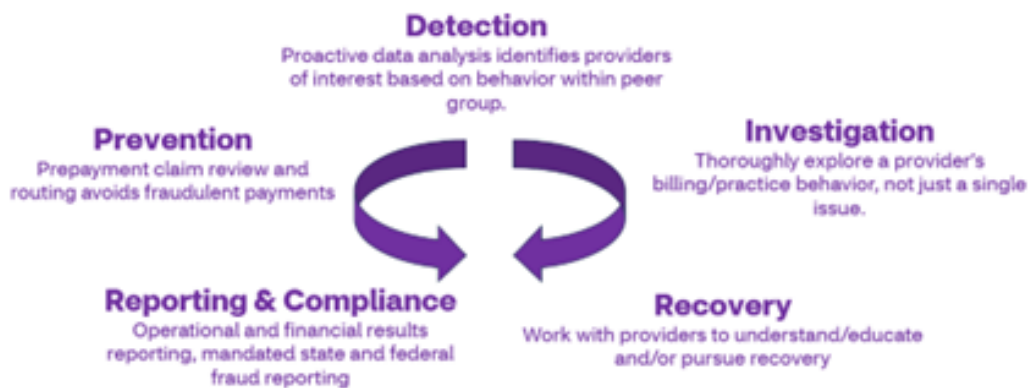 Detection
Proactive data analysis identifies providers
of interest based on behavior within peer
group.
Prevention
Prepayment claim review and
routing avoids fraudulent payments
Investigation
Thoroughly explore a provider's
billing/practice behavior, not just a single
issue.
Reporting & Compliance
Operational and financial results
reporting, mandated state and federal
fraud reporting
Recovery
Work with providers to understand/educate
and/or pursue recovery